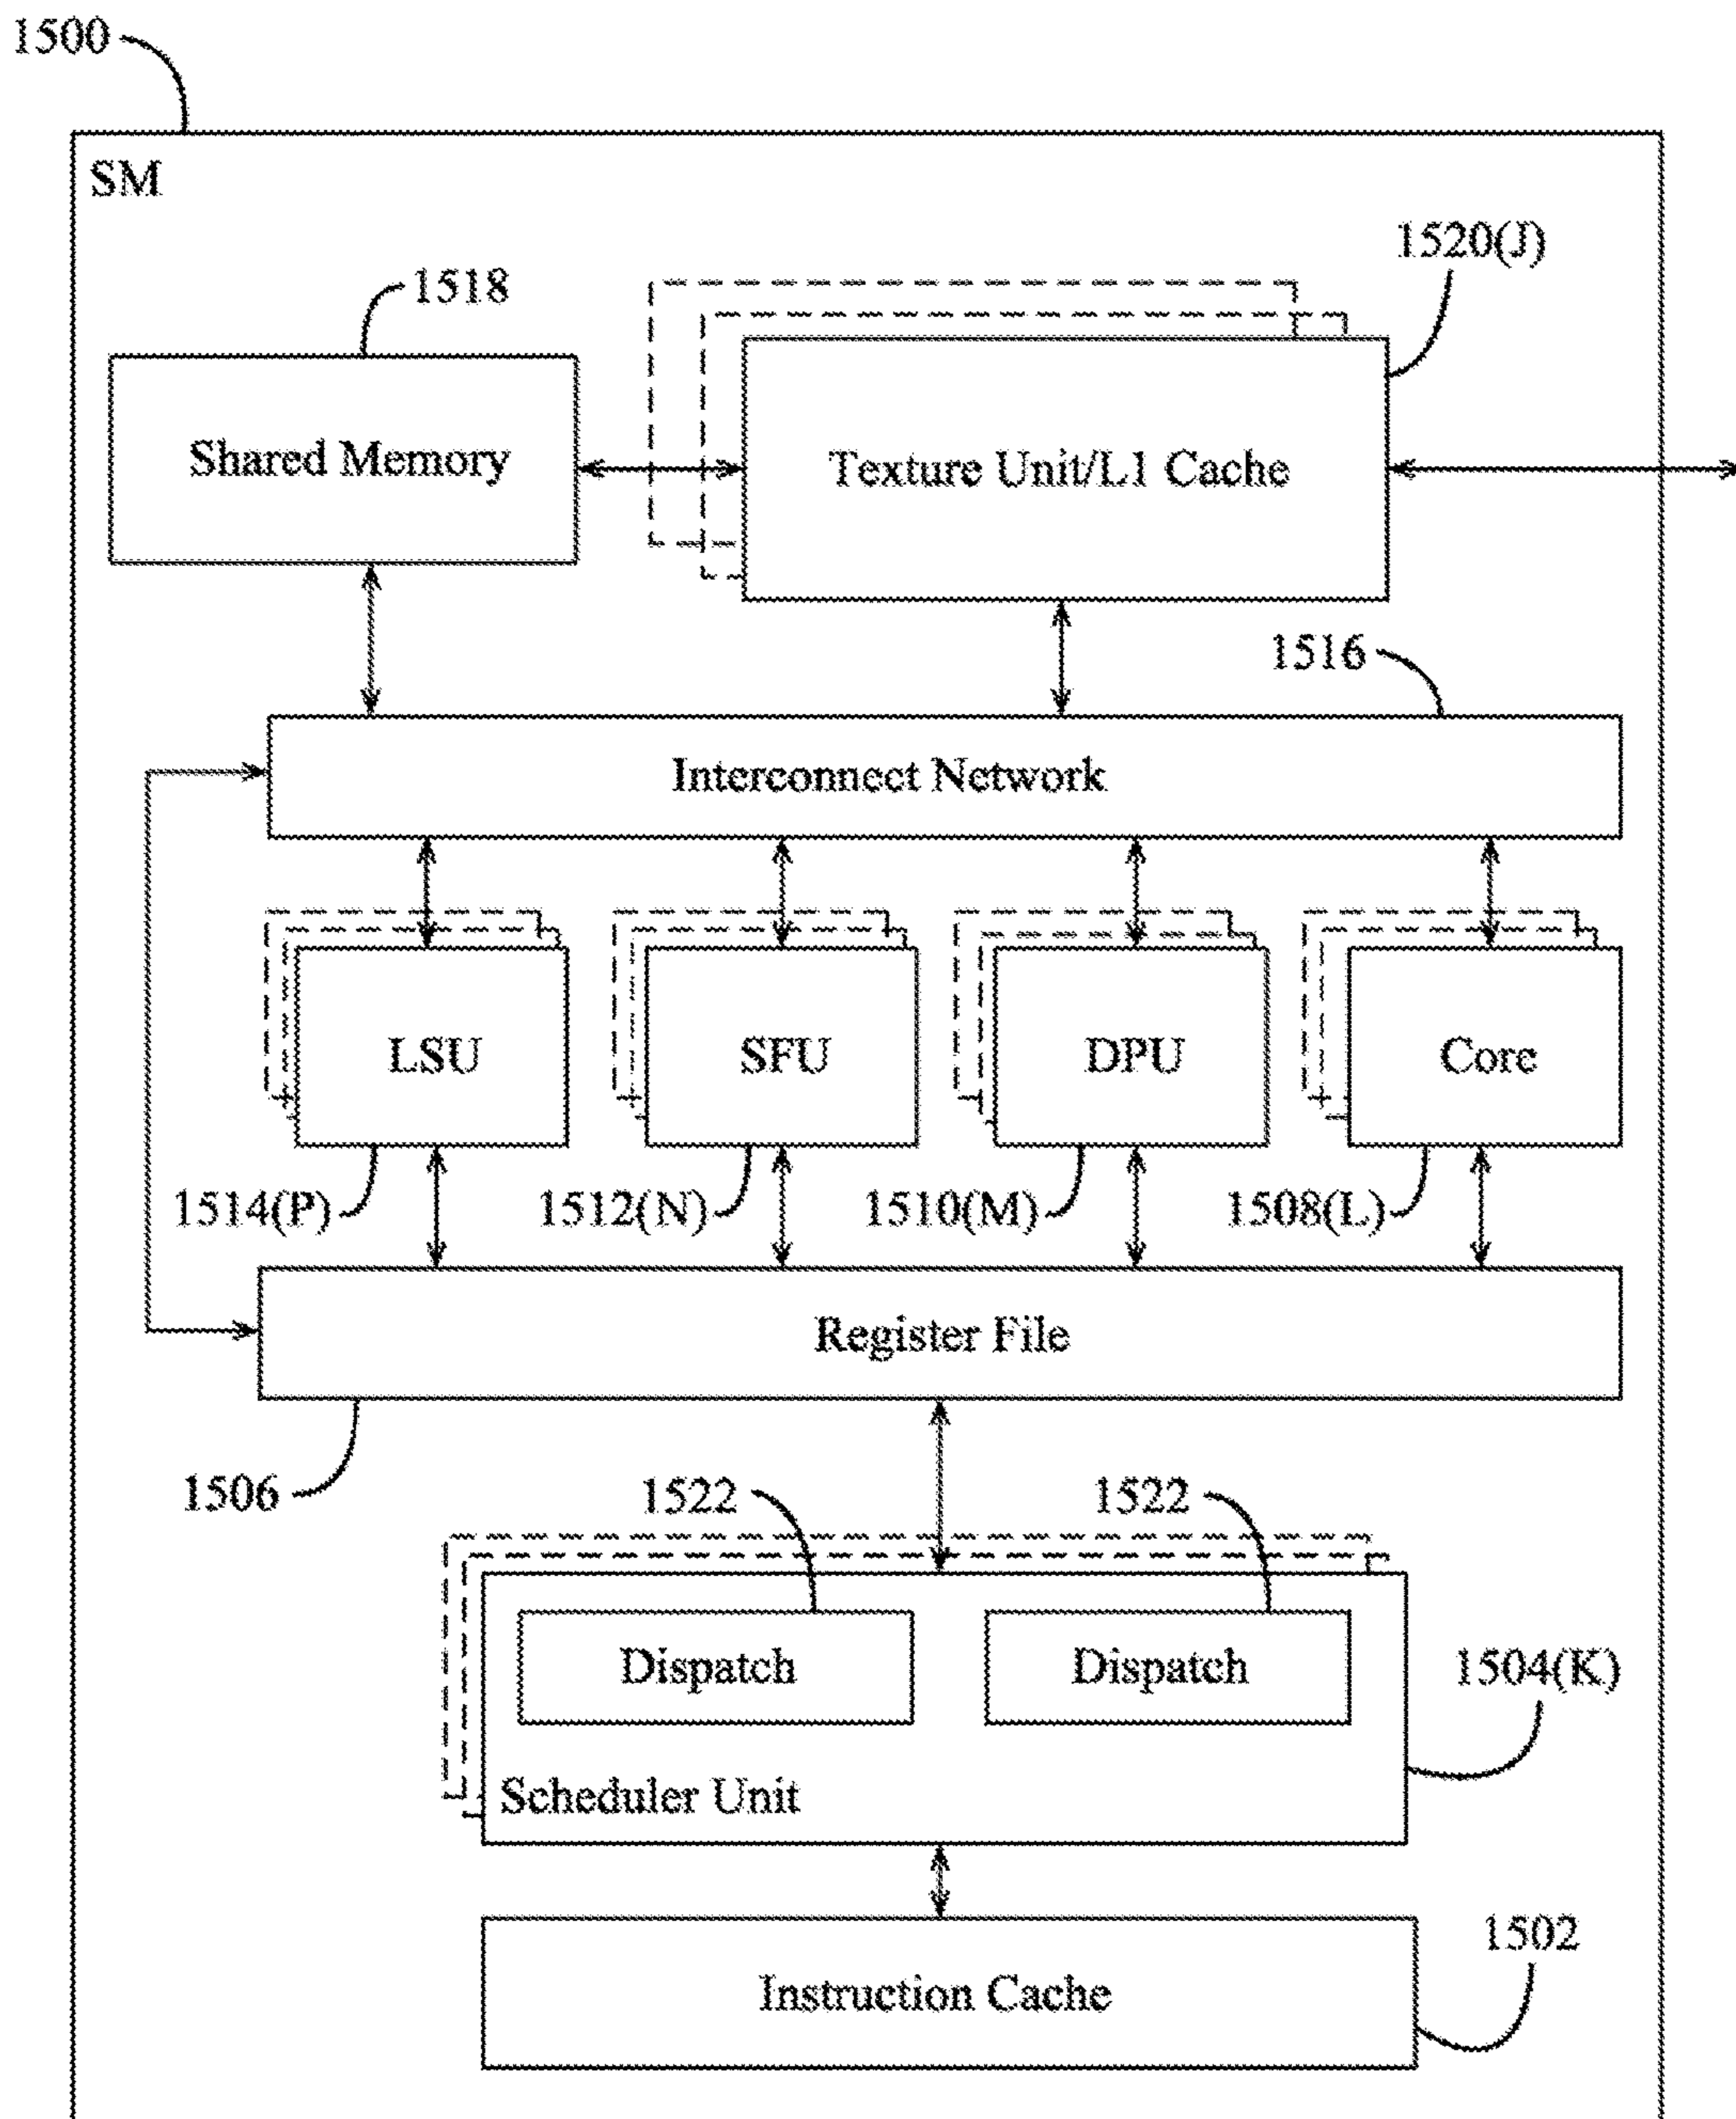 1500
SM
1520(J)
1518
Shared Memory
Texture Unit/L1 Cache
1516
Interconnect Network
LSU
SFU
DPU
Core
1514(P)
1512(N)
1510(M)
1508(L)
Register File
1506
1522
1522
Dispatch
Dispatch
1504(K)
Scheduler Unit
1502
Instruction Cache